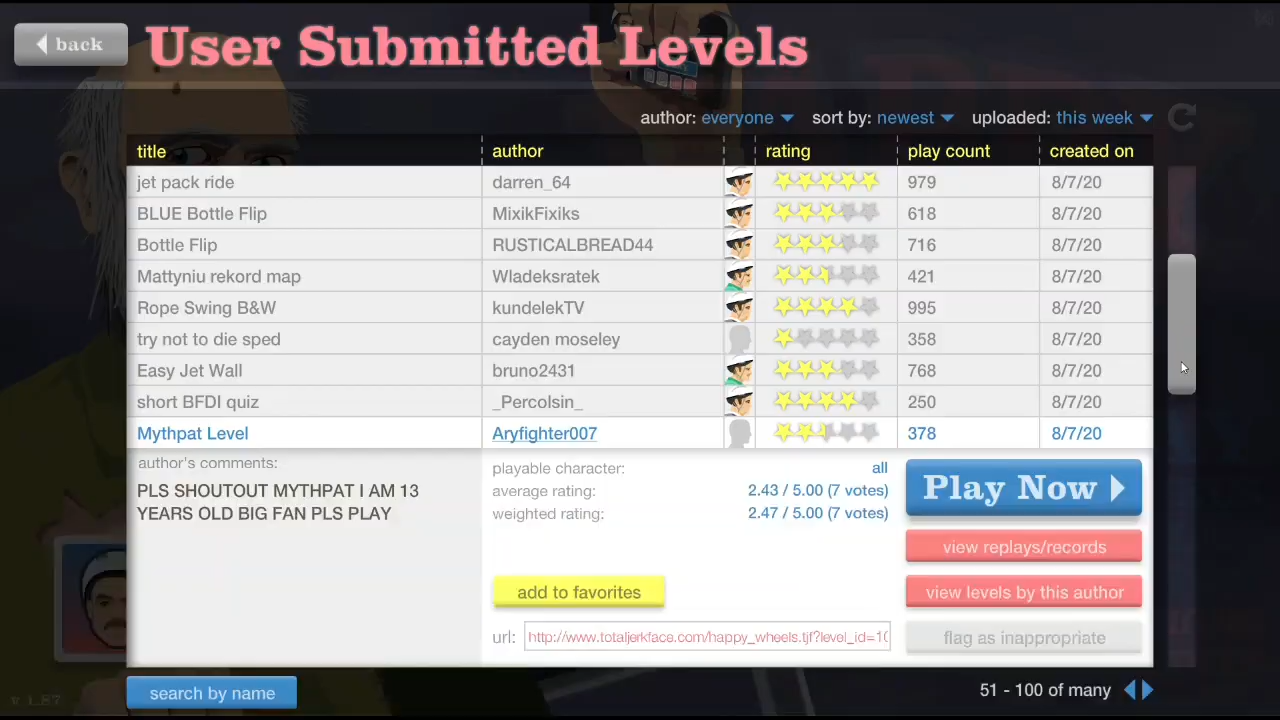 back
User Submitted Levels
author: everyone sort by: newest uploaded: this week
title author rating play count created on
jet pack ride darren_64 979 8/7/20
BLUE Bottle Flip MixikFixiks 618 8/7/20
Bottle Flip RUSTICALBREAD44 716 8/7/20
Mattyniu rekord map Wladeksratek 421 8/7/20
Rope Swing B&W kundelekTV 995 8/7/20
try not to die sped cayden moseley 358 8/7/20
Easy Jet Wall bruno2431 768 8/7/20
short BFDI quiz _Percolsin_ 250 8/7/20
Mythpat Level Aryfighter007 378 8/7/20
author's comments:
PLS SHOUTOUT MYTHPAT I AM 13
YEARS OLD BIG FAN PLS PLAY
playable character: all
average rating: 2.43 / 5.00 (7 votes)
weighted rating: 2.47 / 5.00 (7 votes)
add to favorites
url: http://www.totaljerkface.com/happy_wheels.tjf?level_id=1
Play Now
view replays/records
view levels by this author
flag as inappropriate
search by name
51 - 100 of many
v 1.87